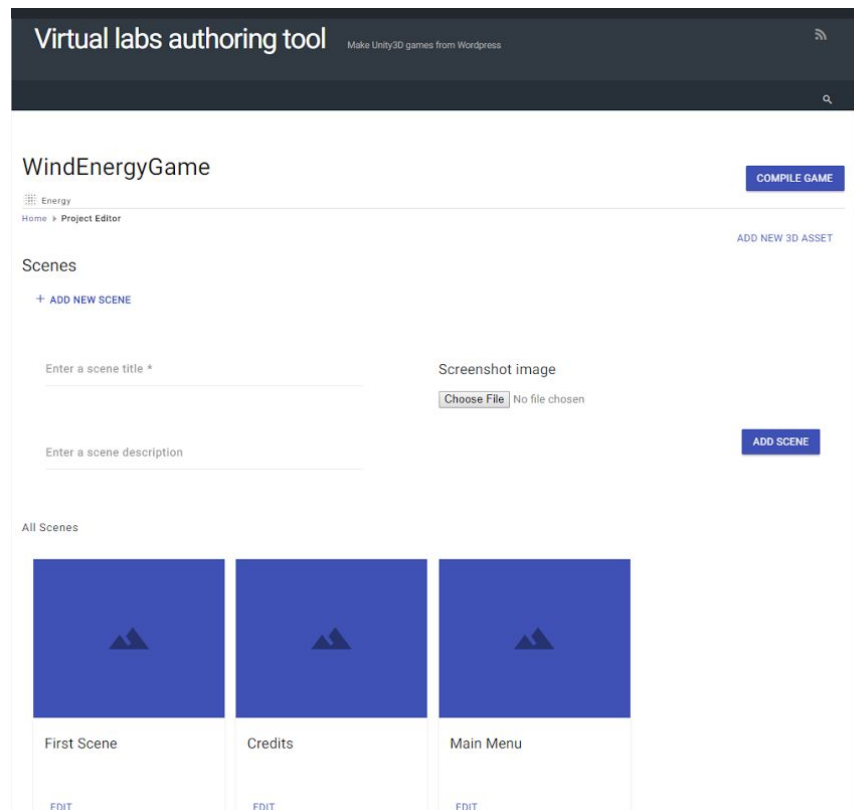 Virtual labs authoring tool Make Unity3D games from Wordpress
WindEnergyGame
COMPILE GAME
Energy
Home Project Editor
ADD NEW 3D ASSET
Scenes
+ ADD NEW SCENE
Enter a scene title *
Screenshot image
Choose File No file chosen
Enter a scene description
ADD SCENE
All Scenes
First Scene Credits Main Menu
EDIT EDIT EDIT